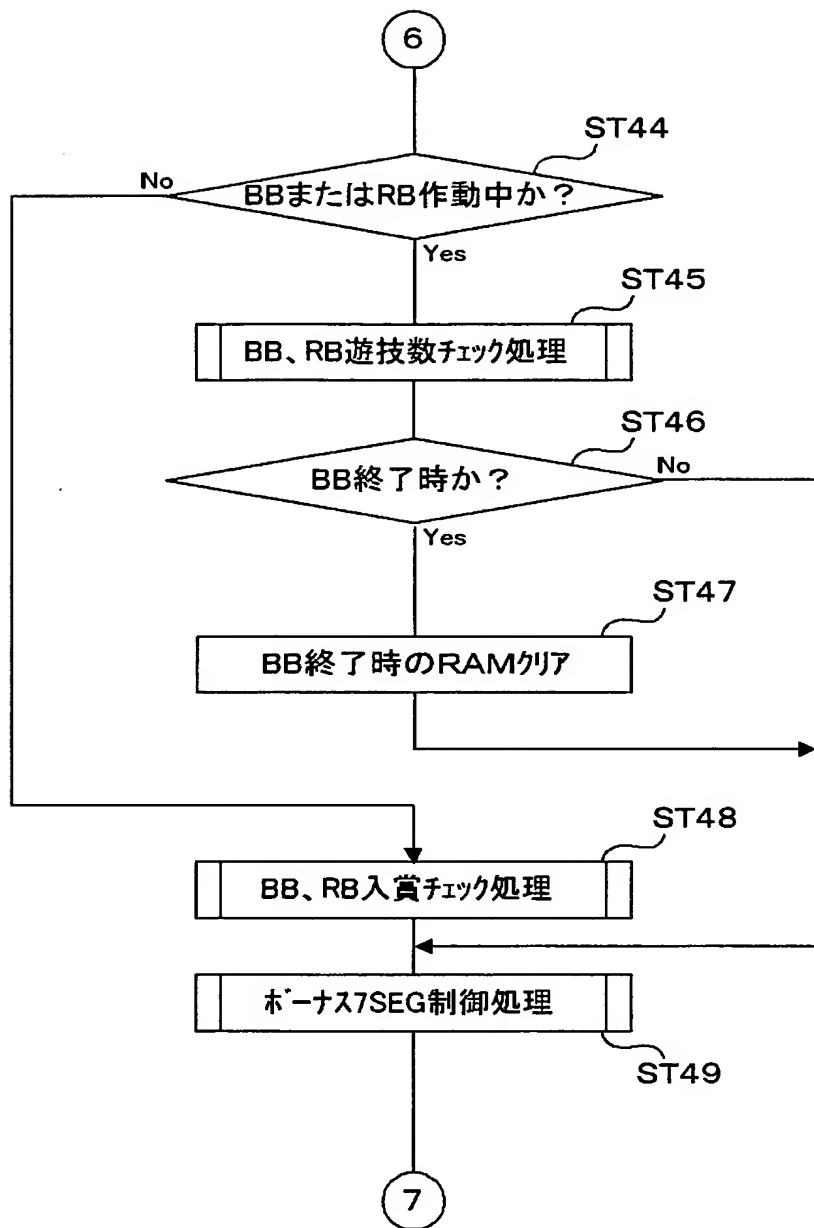 6
ST44
No
BBまたはRB作動中か？
Yes
ST45
BB、RB遊技数ﾁｪｯｸ処理
ST46
BB終了時か？
No
Yes
ST47
BB終了時のRAMｸﾘｱ
ST48
BB、RB入賞ﾁｪｯｸ処理
ﾎﾞｰﾅｽ7SEG制御処理
ST49
7